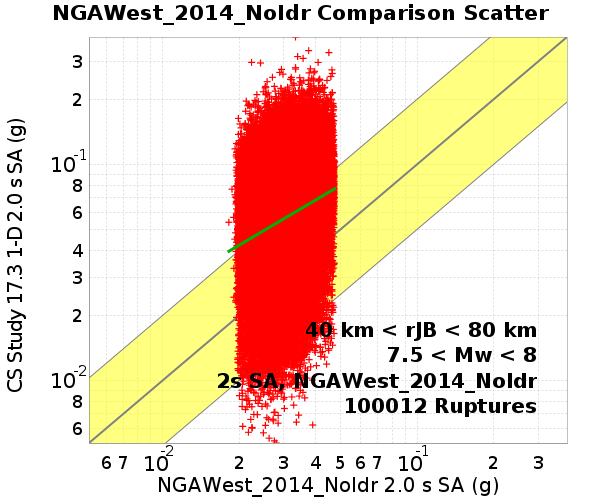 NGAWest_2014_NoIdr Comparison Scatter
CS Study 17.3 1-D 2.0 s SA (g)
3
2
10-1
8
6
4
3
2
10-2
8
6
40 km < rJB < 80 km
7.5 < Mw < 8
2s SA, NGAWest_2014_NoIdr
100012 Ruptures
6 7 10-2 2 3 4 5 6 7 10-1 2 3
NGAWest_2014_NoIdr 2.0 s SA (g)